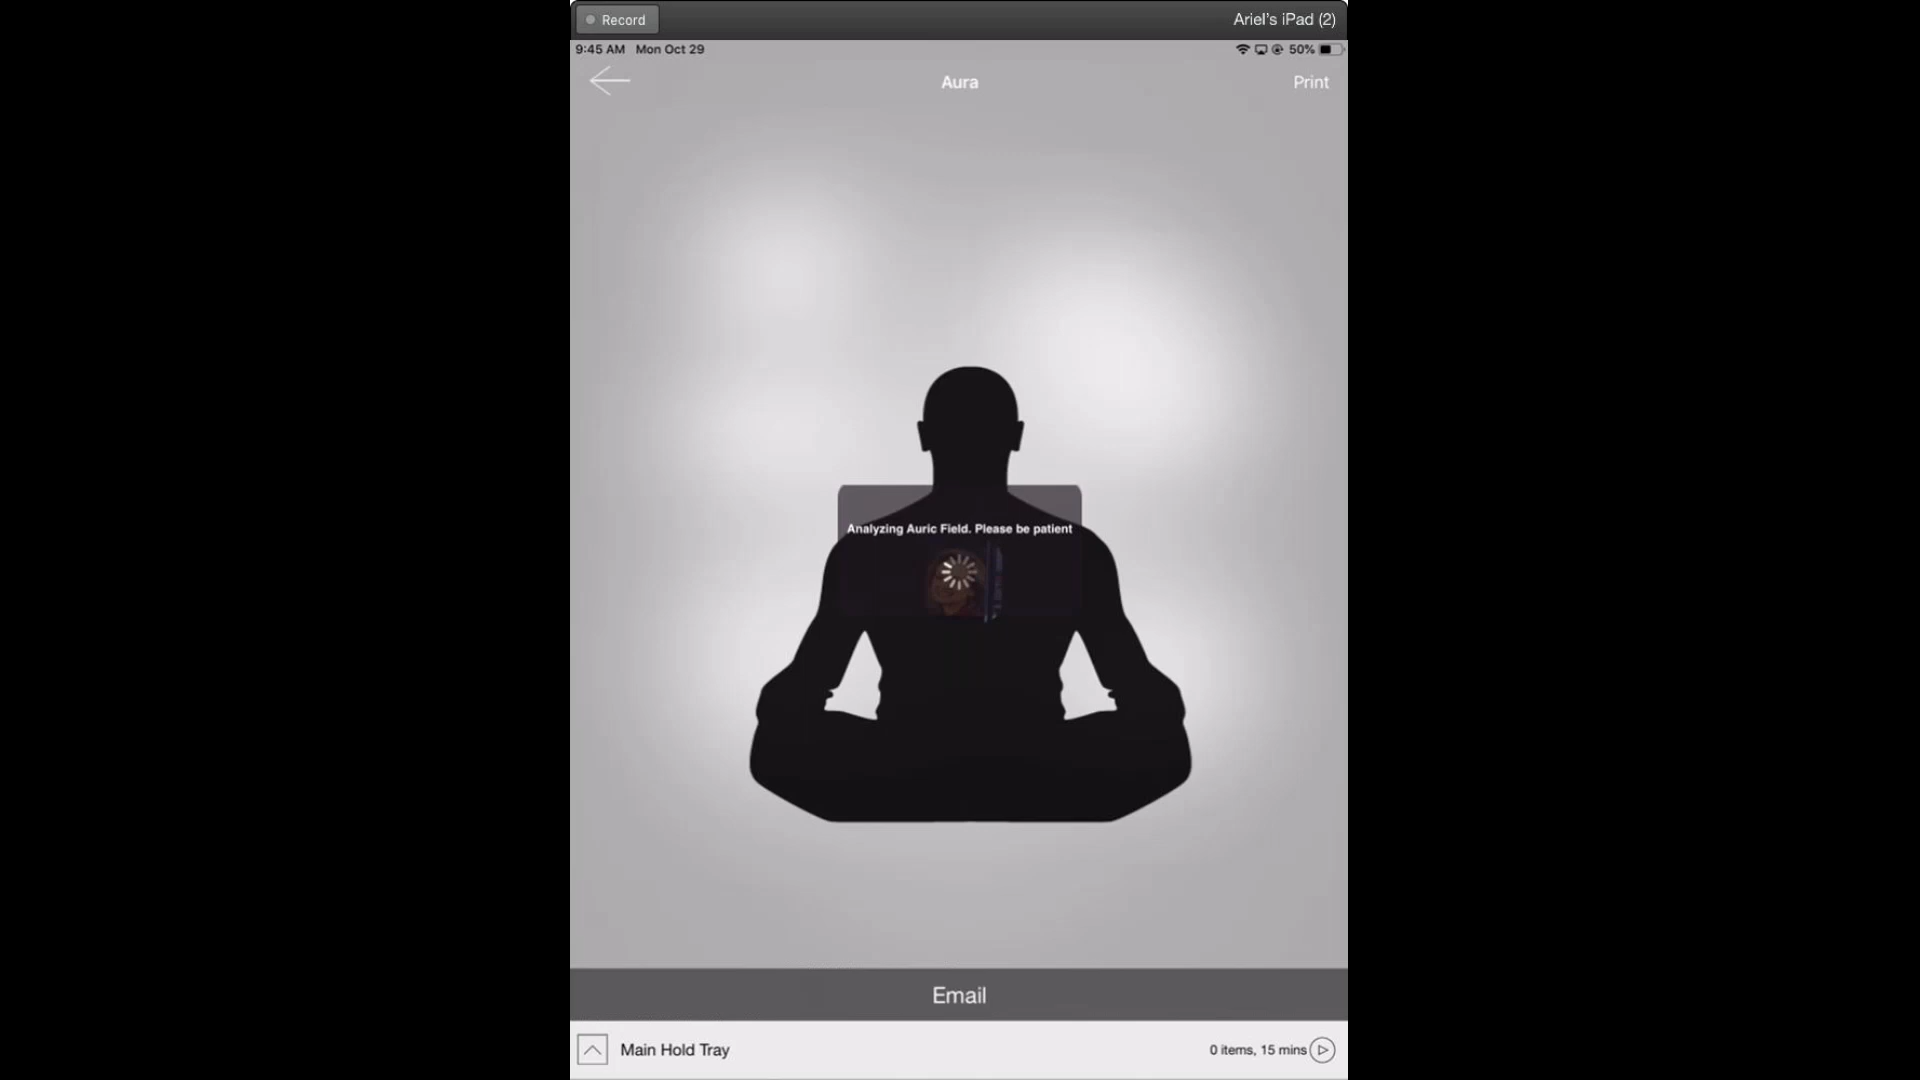 Record
Ariel's iPad (2)
9:45 AM Mon Oct 29
50%
Aura
Print
Analyzing Auric Field. Please be patient
Email
Main Hold Tray
0 items, 15 mins